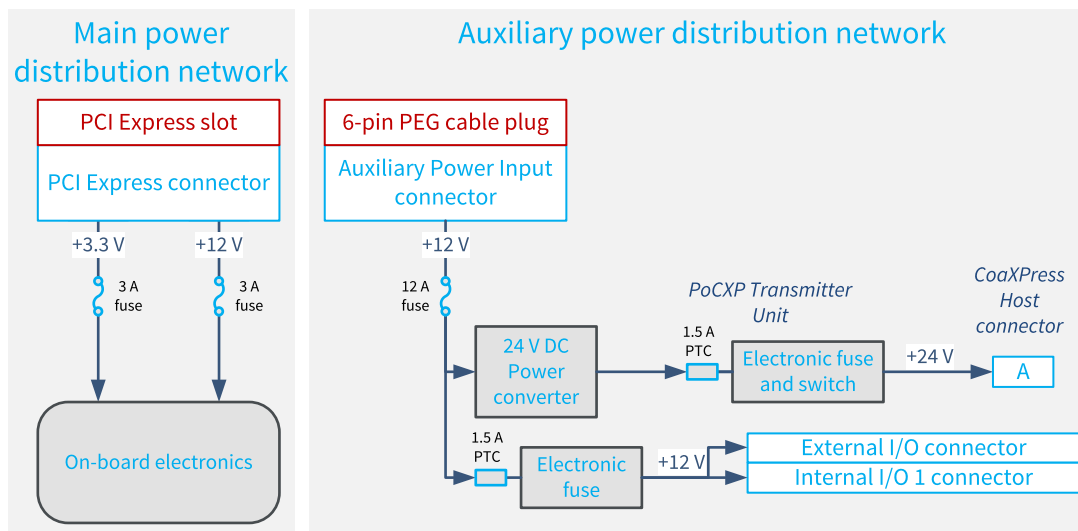 Main power
distribution network
PCI Express slot
PCI Express connector
+3.3 V
+12 V
3 A
fuse
3 A
fuse
On-board electronics
Auxiliary power distribution network
6-pin PEG cable plug
Auxiliary Power Input
connector
+12 V
12 A
fuse
24 V DC
Power
converter
1.5 A
PTC
PoCXP Transmitter
Unit
Electronic fuse
and switch
+24 V
CoaXPress
Host
connector
A
1.5 A
PTC
Electronic
fuse
+12 V
External I/O connector
Internal I/O 1 connector